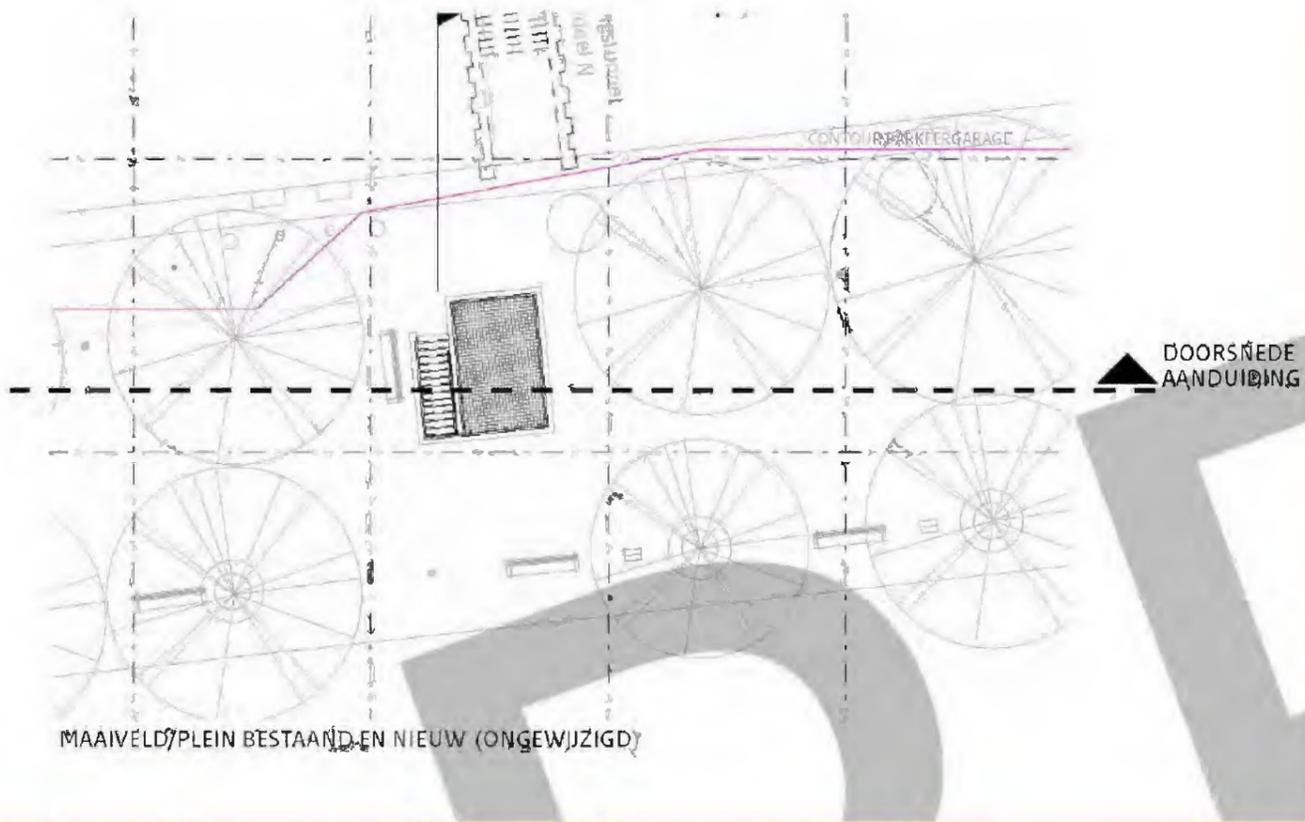 CONTOUR PARKEERGARAGE
DOORSNEDE
AANDUIDING
MAAIVELD/PLEIN BESTAAND EN NIEUW (ONGEWIJZIGD)